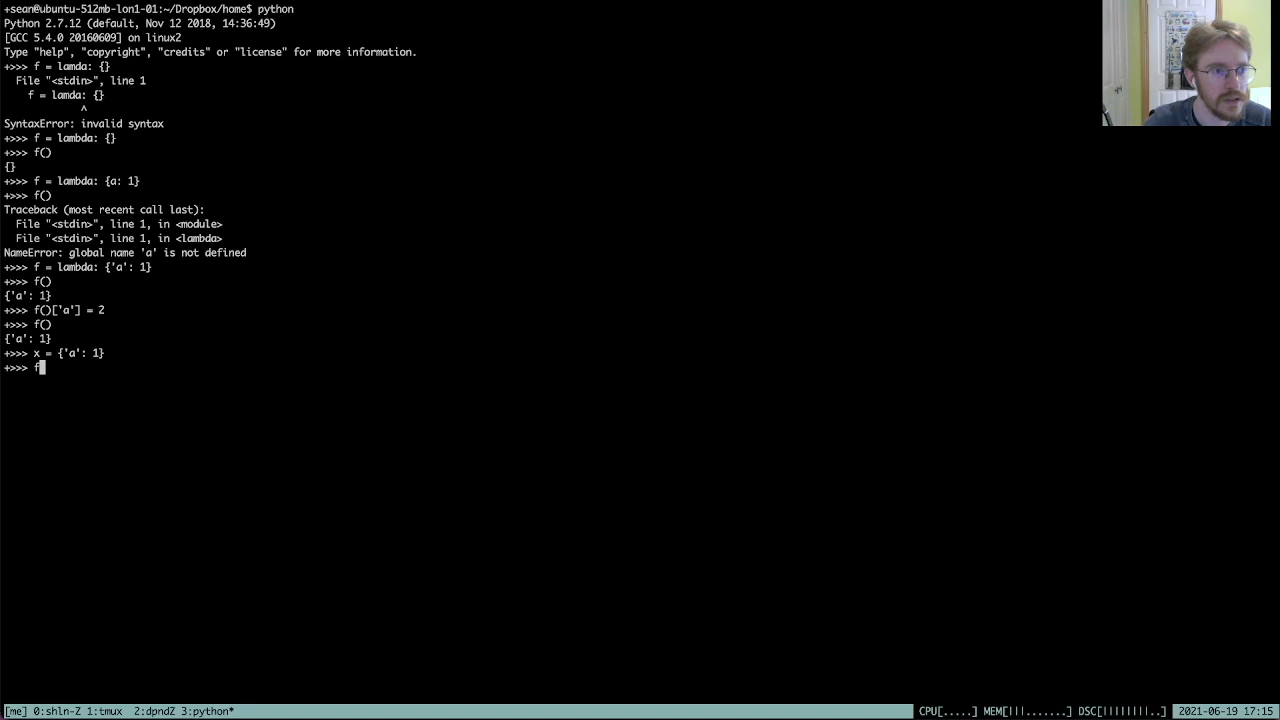 +sean@ubuntu-512mb-lon1-01:~/Dropbox/home$ python
Python 2.7.12 (default, Nov 12 2018, 14:36:49)
[GCC 5.4.0 20160609] on linux2
Type "help", "copyright", "credits" or "license" for more information.
+>>> f = lamda: {}
  File "<stdin>", line 1
    f = lamda: {}
             ^
SyntaxError: invalid syntax
+>>> f = lambda: {}
+>>> f()
{}
+>>> f = lambda: {a: 1}
+>>> f()
Traceback (most recent call last):
  File "<stdin>", line 1, in <module>
  File "<stdin>", line 1, in <lambda>
NameError: global name 'a' is not defined
+>>> f = lambda: {'a': 1}
+>>> f()
{'a': 1}
+>>> f()['a'] = 2
+>>> f()
{'a': 1}
+>>> x = {'a': 1}
+>>> f
[me] 0:shln-Z 1:tmux  2:dpndZ 3:python* CPU[.....] MEM[|||.......] DSC[||||||||..] 2021-06-19 17:15